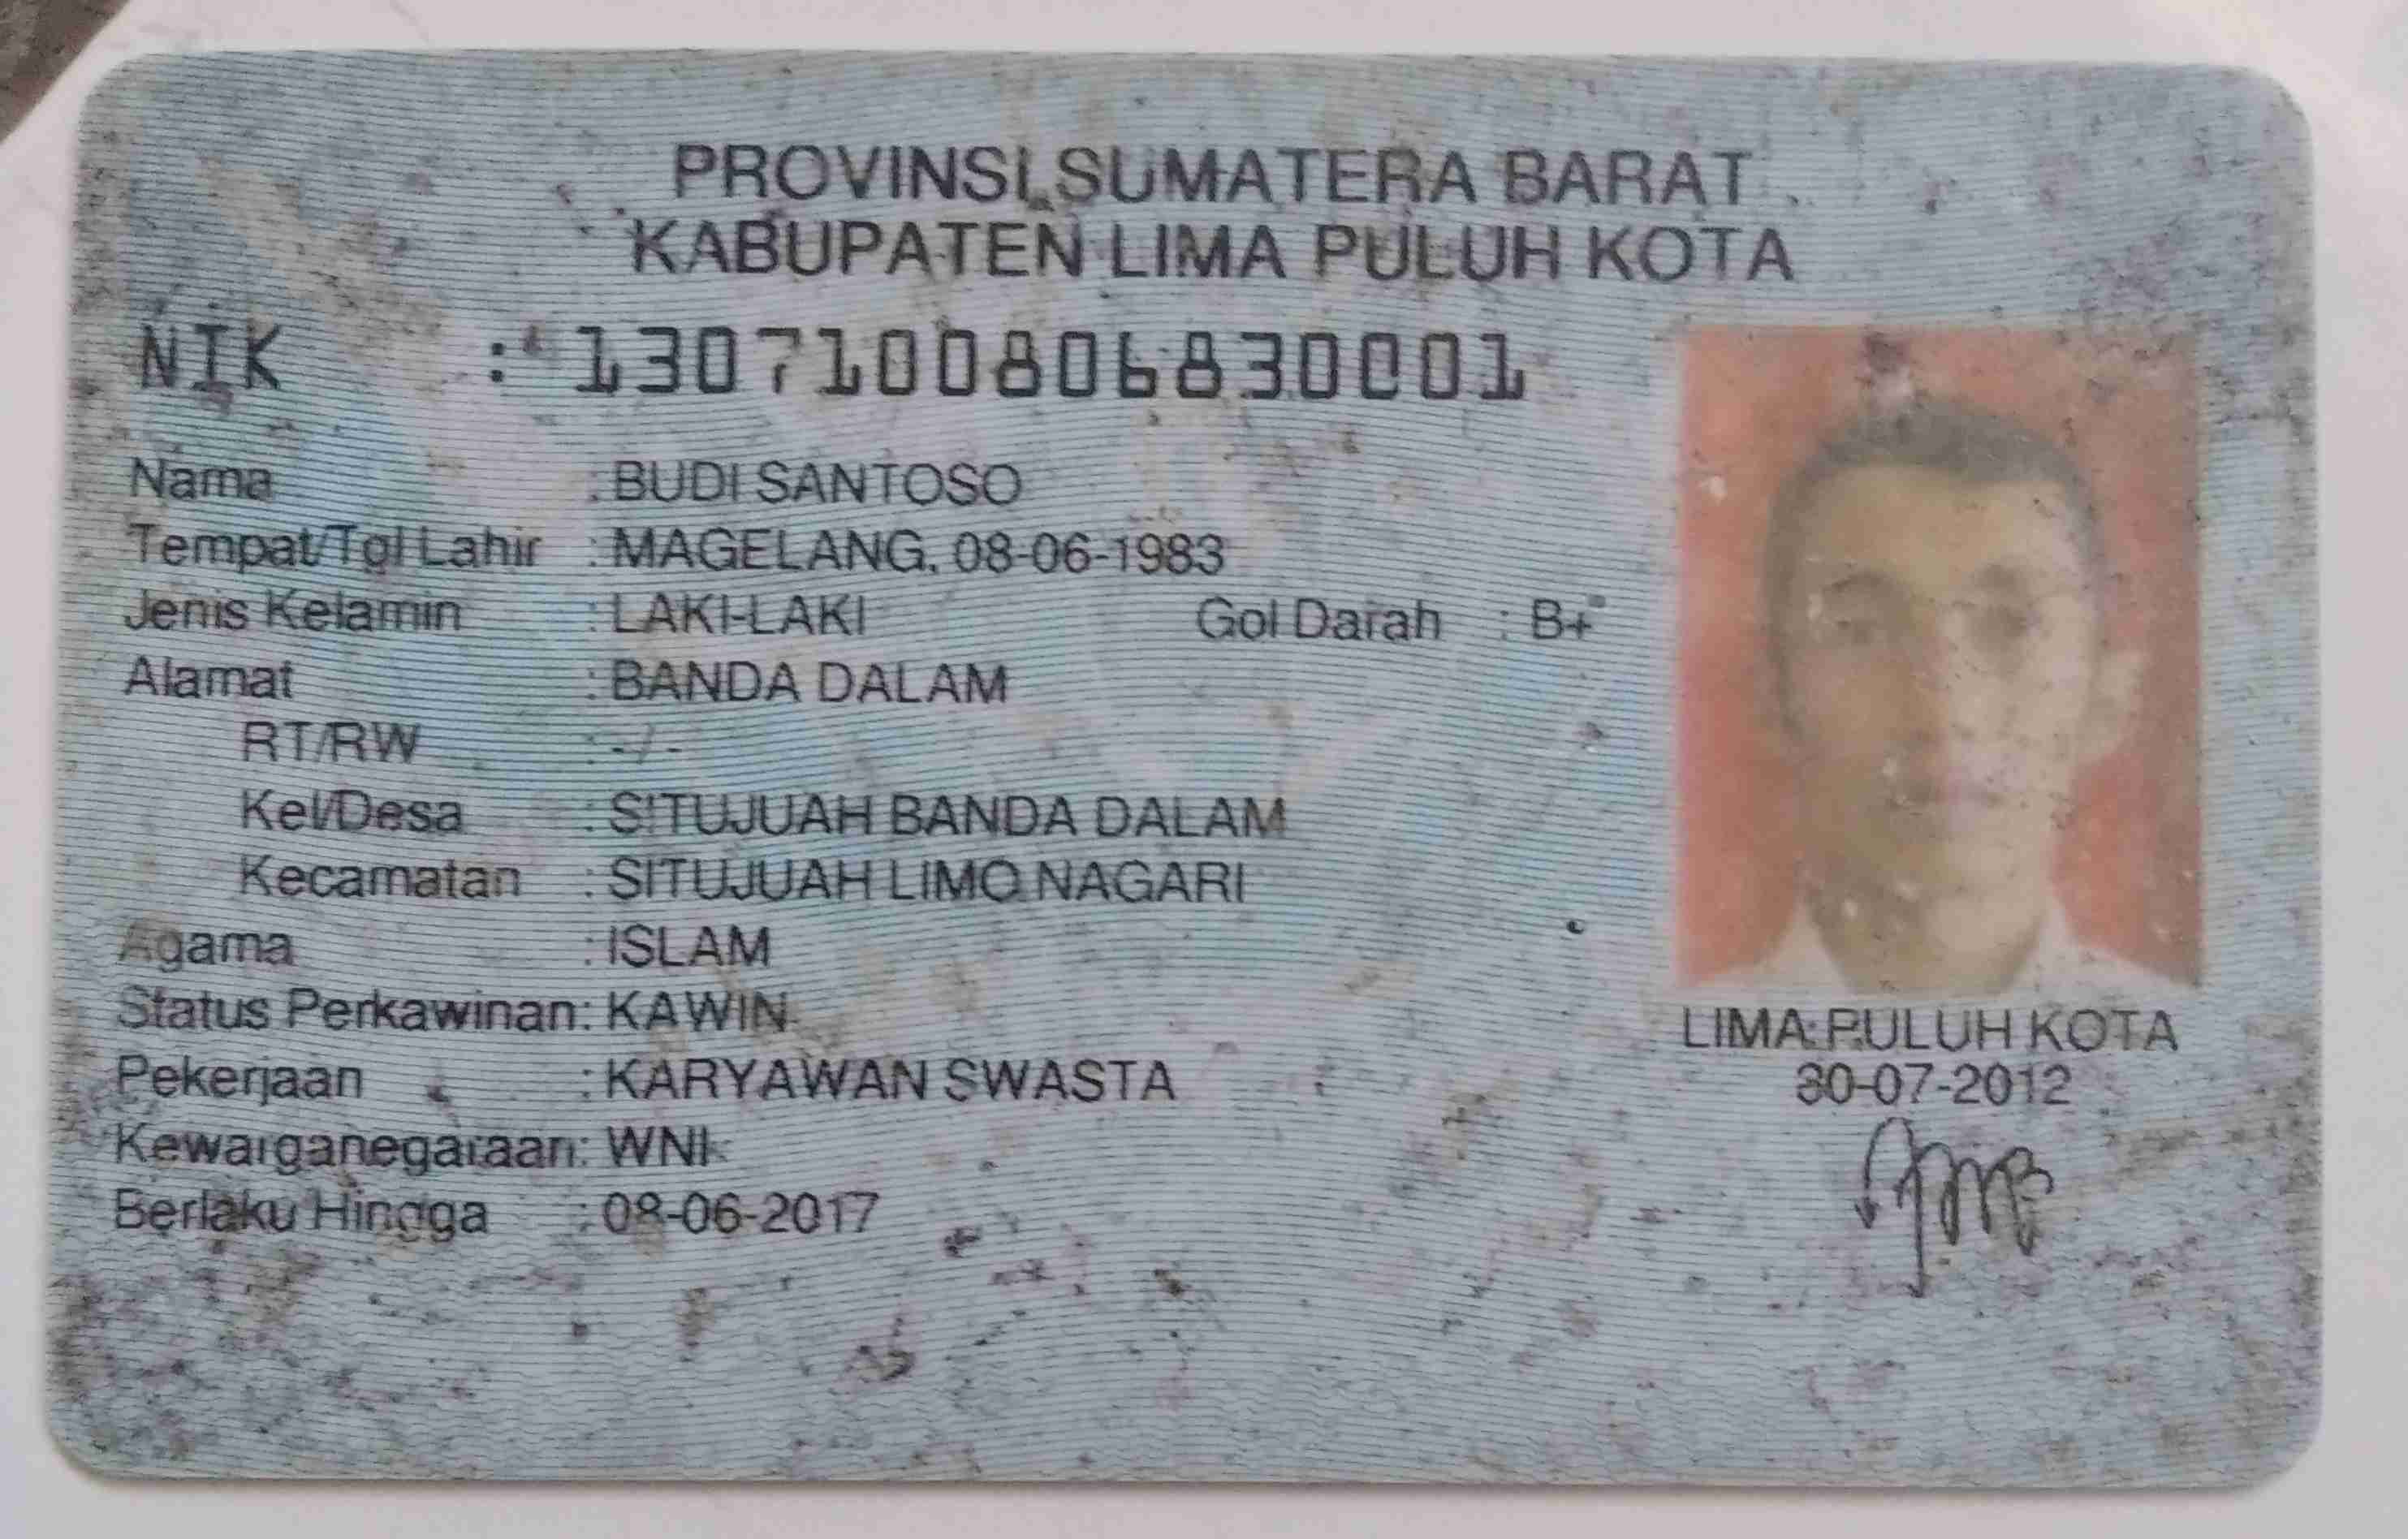 PROVINSI SUMATERA BARAT
KABUPATEN LIMA PULUH KOTA
NIK : 1307100806830001
Nama : BUDI SANTOSO
Tempat/Tgl Lahir : MAGELANG, 08-06-1983
Jenis Kelamin : LAKI-LAKI Gol Darah : B+
Alamat : BANDA DALAM
RT/RW : -/-
Kel/Desa : SITUJUAH BANDA DALAM
Kecamatan : SITUJUAH LIMO NAGARI
Agama : ISLAM
Status Perkawinan: KAWIN
Pekerjaan : KARYAWAN SWASTA
Kewarganegaraan: WNI
Berlaku Hingga : 08-06-2017
LIMA PULUH KOTA
30-07-2012